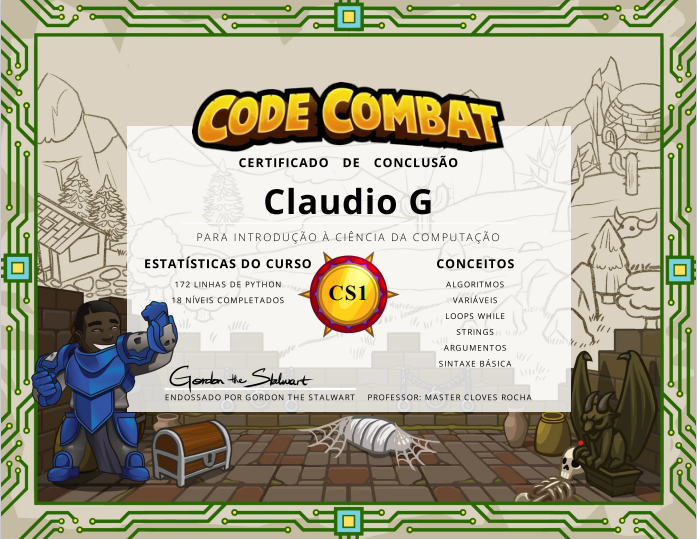 CODE COMBAT
CERTIFICADO DE CONCLUSÃO
Claudio G
PARA INTRODUÇÃO À CIÊNCIA DA COMPUTAÇÃO
ESTATÍSTICAS DO CURSO
172 LINHAS DE PYTHON
18 NÍVEIS COMPLETADOS
CS1
CONCEITOS
ALGORITMOS
VARIÁVEIS
LOOPS WHILE
STRINGS
ARGUMENTOS
SINTAXE BÁSICA
Gordon the Stalwart
ENDOSSADO POR GORDON THE STALWART
PROFESSOR: MASTER CLOVES ROCHA